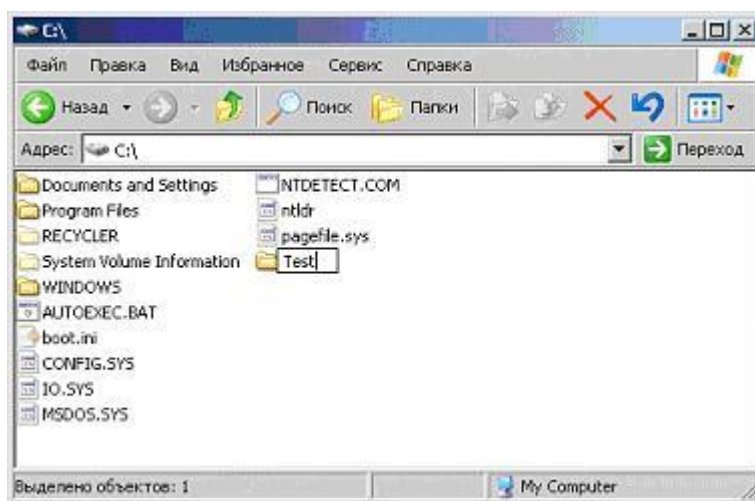 C:\
Файл Правка Вид Избранное Сервис Справка
Назад Поиск Папки
Адрес: C:\ Переход
Documents and Settings
Program Files
RECYCLER
System Volume Information
WINDOWS
AUTOEXEC.BAT
boot.ini
CONFIG.SYS
IO.SYS
MSDOS.SYS
NTDETECT.COM
ntldr
pagefile.sys
Test
Выделено объектов: 1 My Computer